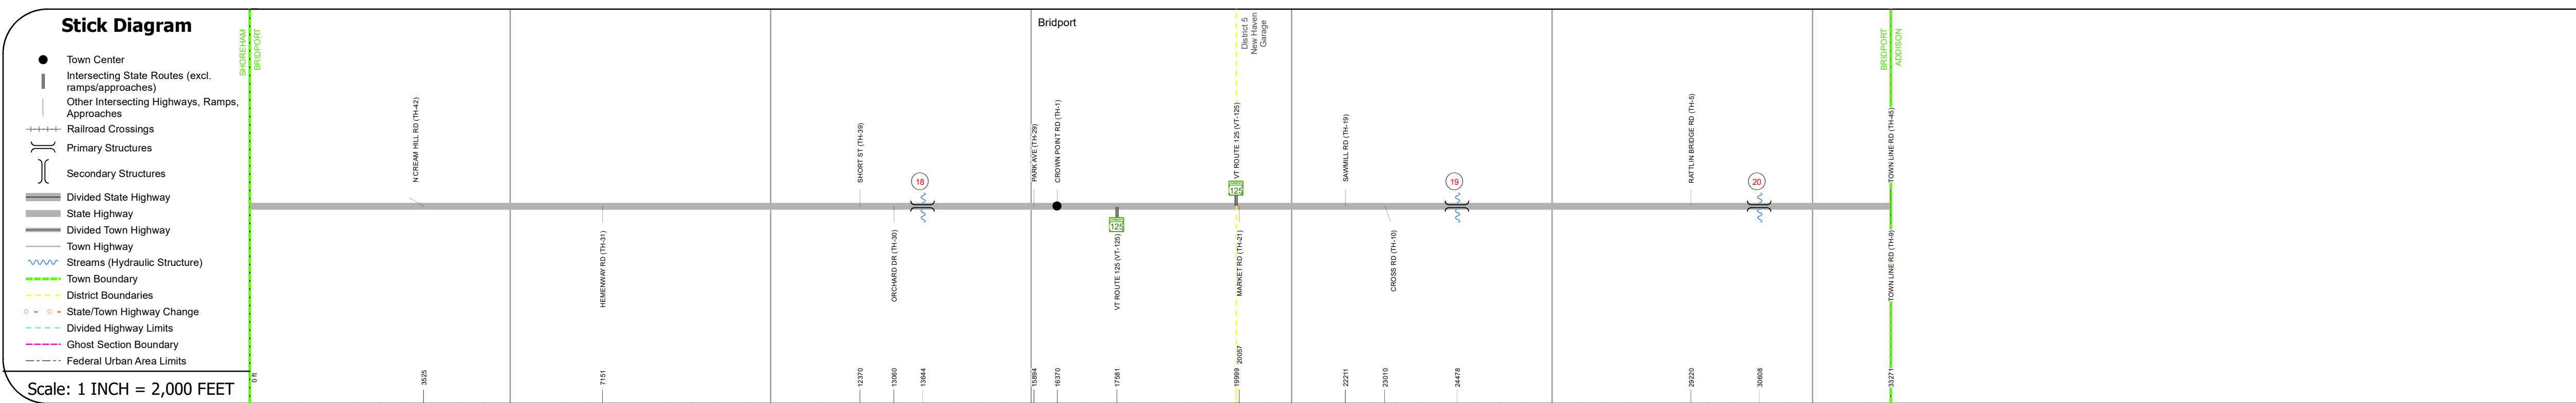 Stick Diagram
Town Center
Intersecting State Routes (excl.
ramps/approaches)
Other Intersecting Highways, Ramps,
Approaches
Railroad Crossings
Primary Structures
Secondary Structures
Divided State Highway
State Highway
Divided Town Highway
Town Highway
Streams (Hydraulic Structure)
Town Boundary
District Boundaries
State/Town Highway Change
Divided Highway Limits
Ghost Section Boundary
Federal Urban Area Limits
Scale: 1 INCH = 2,000 FEET
SHOREHAM
BRIDPORT
Bridport
District 5
New Haven
Garage
BRIDPORT
ADDISON
N CREAM HILL RD (TH-42)
SHORT ST (TH-39)
PARK AVE (TH-29)
CROWN POINT RD (TH-1)
VT ROUTE 125 (VT-125)
SAWMILL RD (TH-19)
RATTLIN BRIDGE RD (TH-5)
TOWN LINE RD (TH-45)
18
125
19
20
125
HEMENWAY RD (TH-31)
ORCHARD DR (TH-30)
VT ROUTE 125 (VT-125)
MARKET RD (TH-21)
CROSS RD (TH-10)
TOWN LINE RD (TH-9)
0 ft
3525
7151
12370
13060
13644
15894
16370
17581
19999
20057
22211
23010
24478
29220
30608
33271